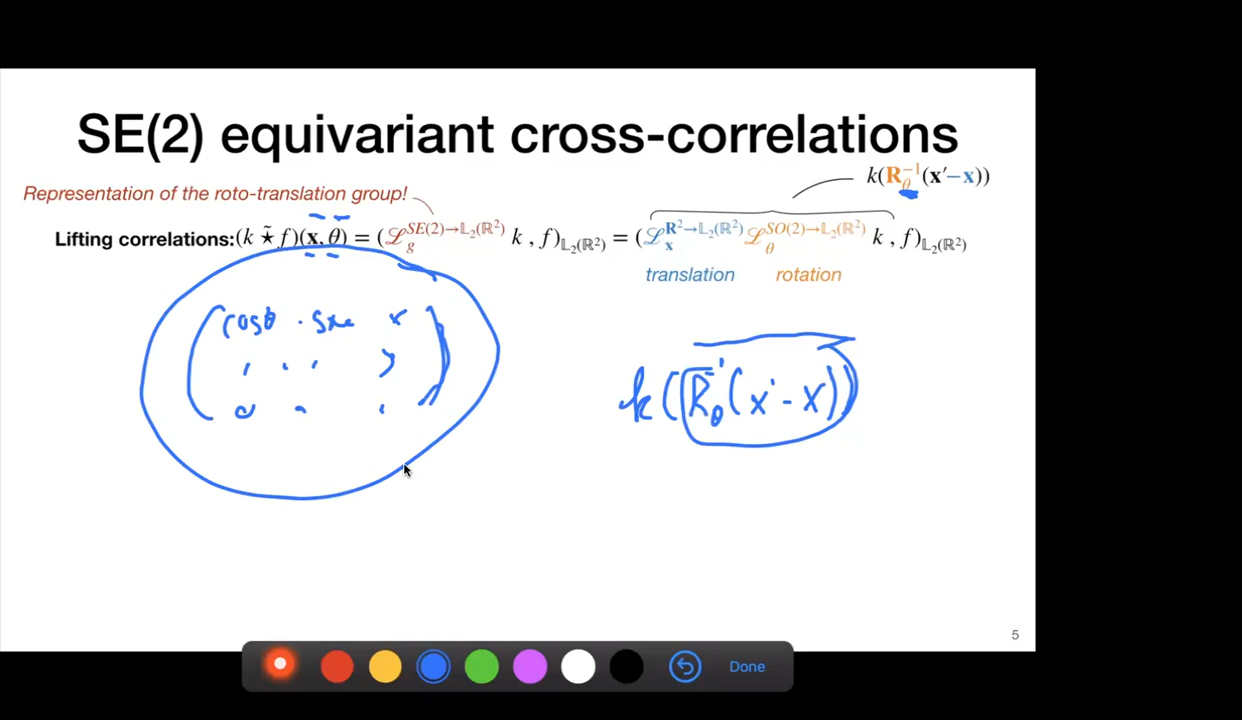 SE(2) equivariant cross-correlations
k(R_θ^{-1}(x′−x))
Representation of the roto-translation group!
Lifting correlations:(k ⋆̃ f)(x, θ) = (ℒ_g^{SE(2)→𝕃₂(ℝ²)} k , f)_{𝕃₂(ℝ²)} = (ℒ_x^{R²→𝕃₂(ℝ²)} ℒ_θ^{SO(2)→𝕃₂(ℝ²)} k , f)_{𝕃₂(ℝ²)}
translation rotation
cosθ x
k(R_θ^{-1}(x′-x))
5
Done